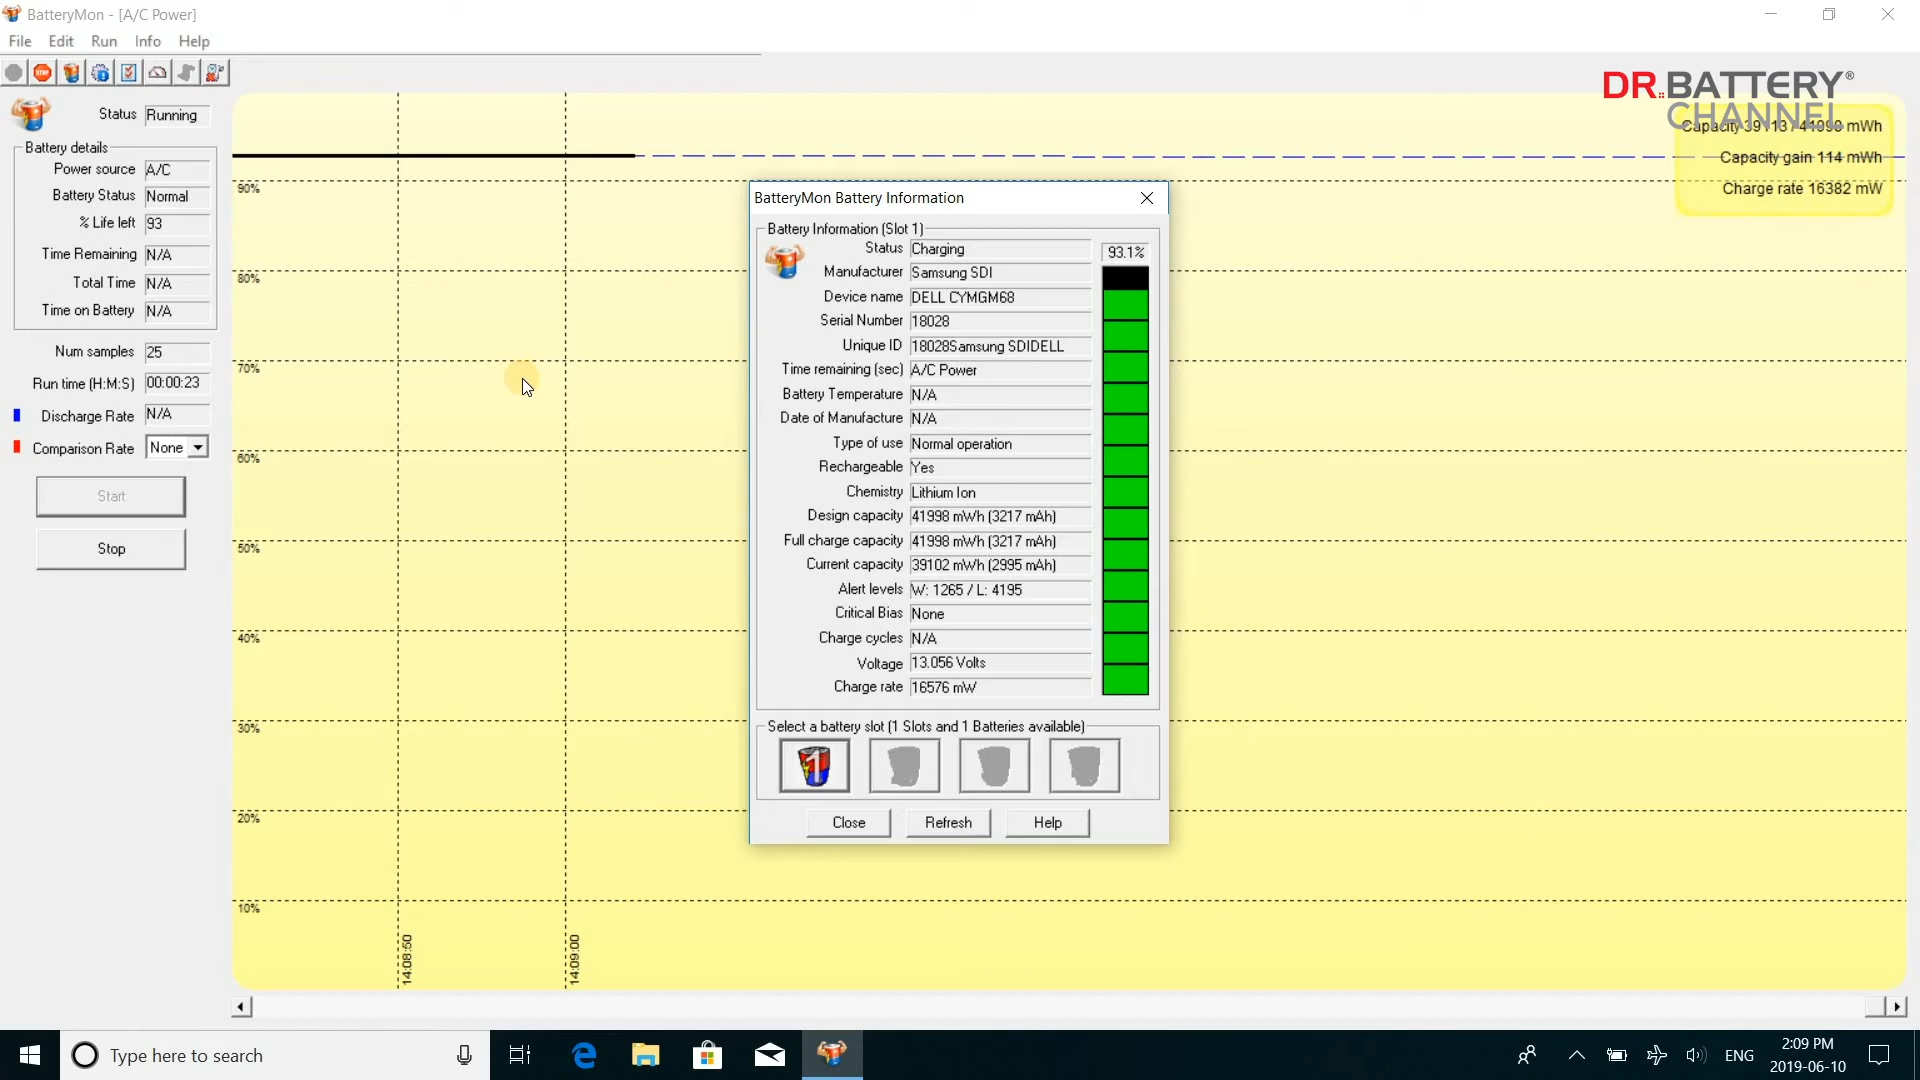 BatteryMon - [A/C Power]
File Edit Run Info Help
STOP
DR.BATTERY®
CHANNEL
Status Running
Battery details
Power source A/C
Battery Status Normal
% Life left 93
Time Remaining N/A
Total Time N/A
Time on Battery N/A
Num samples 25
Run time (H:M:S) 00:00:23
Discharge Rate N/A
Comparison Rate None
Start
Stop
Capacity 39113 / 41998 mWh
Capacity gain 114 mWh
Charge rate 16382 mW
90%
80%
70%
60%
50%
40%
30%
20%
10%
14:08:50
14:09:00
BatteryMon Battery Information
Battery Information (Slot 1)
Status Charging
93.1%
Manufacturer Samsung SDI
Device name DELL CYMGM68
Serial Number 18028
Unique ID 18028Samsung SDIDELL
Time remaining (sec) A/C Power
Battery Temperature N/A
Date of Manufacture N/A
Type of use Normal operation
Rechargeable Yes
Chemistry Lithium Ion
Design capacity 41998 mWh (3217 mAh)
Full charge capacity 41998 mWh (3217 mAh)
Current capacity 39102 mWh (2995 mAh)
Alert levels W: 1265 / L: 4195
Critical Bias None
Charge cycles N/A
Voltage 13.056 Volts
Charge rate 16576 mW
Select a battery slot (1 Slots and 1 Batteries available)
1
Close Refresh Help
Type here to search
ENG
2:09 PM
2019-06-10